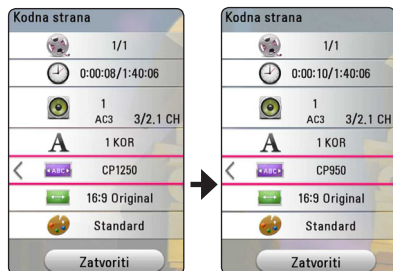 Kodna strana
1/1
0:00:08/1:40:06
1
AC3 3/2.1 CH
A 1 KOR
ABC CP1250
16:9 Original
Standard
Zatvoriti
Kodna strana
1/1
0:00:10/1:40:06
1
AC3 3/2.1 CH
A 1 KOR
ABC CP950
16:9 Original
Standard
Zatvoriti